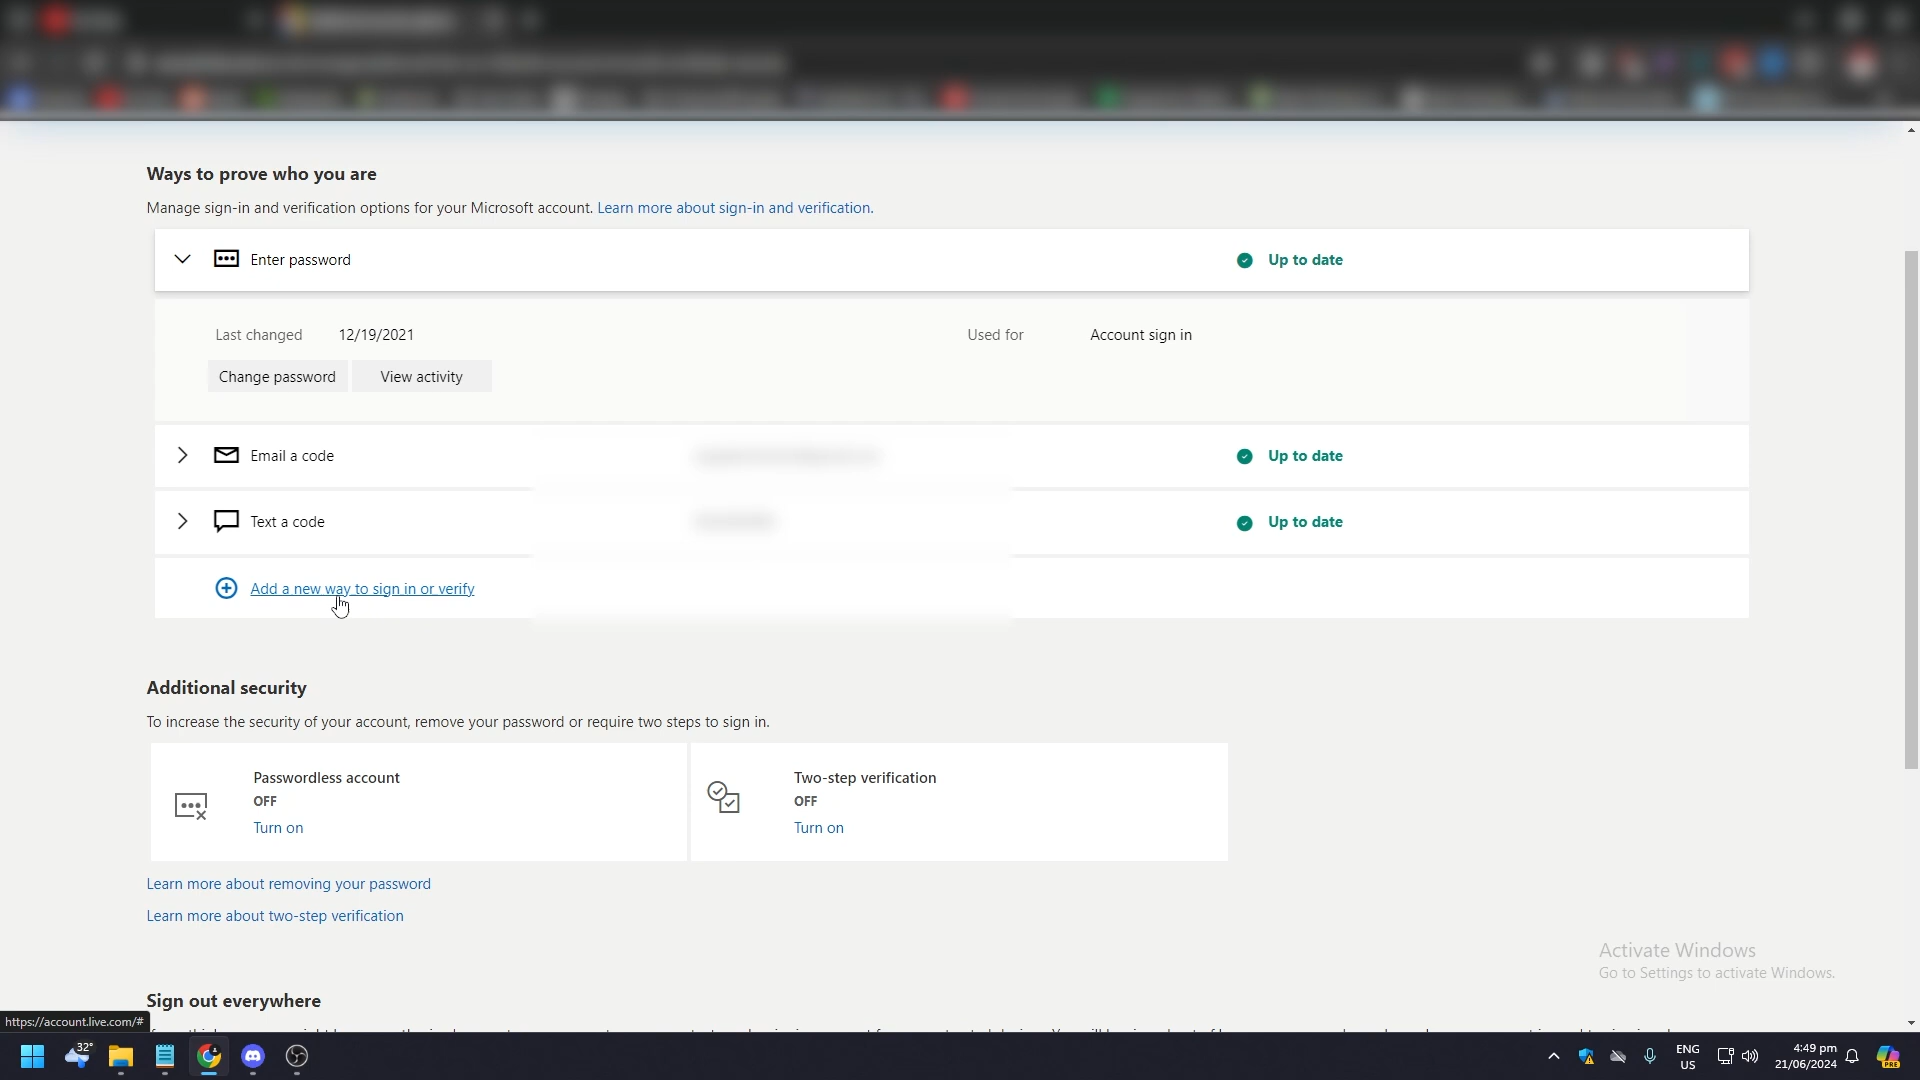 Ways to prove who you are
Manage sign-in and verification options for your Microsoft account. Learn more about sign-in and verification.
Enter password
Up to date
Last changed 12/19/2021 Used for Account sign in
Change password View activity
Email a code
Up to date
Text a code
Up to date
Add a new way to sign in or verify
Additional security
To increase the security of your account, remove your password or require two steps to sign in.
Passwordless account
OFF
Turn on
Two-step verification
OFF
Turn on
Learn more about removing your password
Learn more about two-step verification
Activate Windows
Go to Settings to activate Windows.
Sign out everywhere
https://account.live.com/#
32°
ENG
US
4:49 pm
21/06/2024
PRE